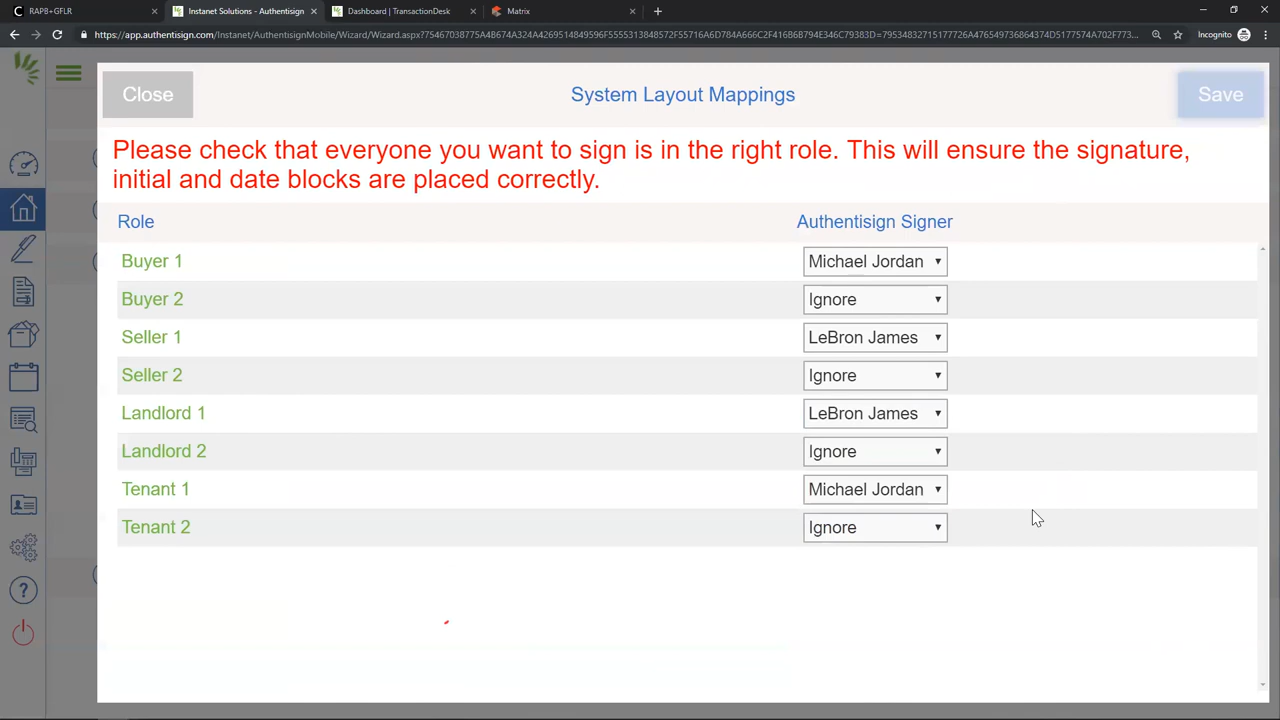 RAPB+GFLR
Instanet Solutions - Authentisign
Dashboard | TransactionDesk
Matrix
Incognito
Close
System Layout Mappings
Save
Please check that everyone you want to sign is in the right role. This will ensure the signature,
initial and date blocks are placed correctly.
Role Authentisign Signer
Buyer 1 Michael Jordan
Buyer 2 Ignore
Seller 1 LeBron James
Seller 2 Ignore
Landlord 1 LeBron James
Landlord 2 Ignore
Tenant 1 Michael Jordan
Tenant 2 Ignore